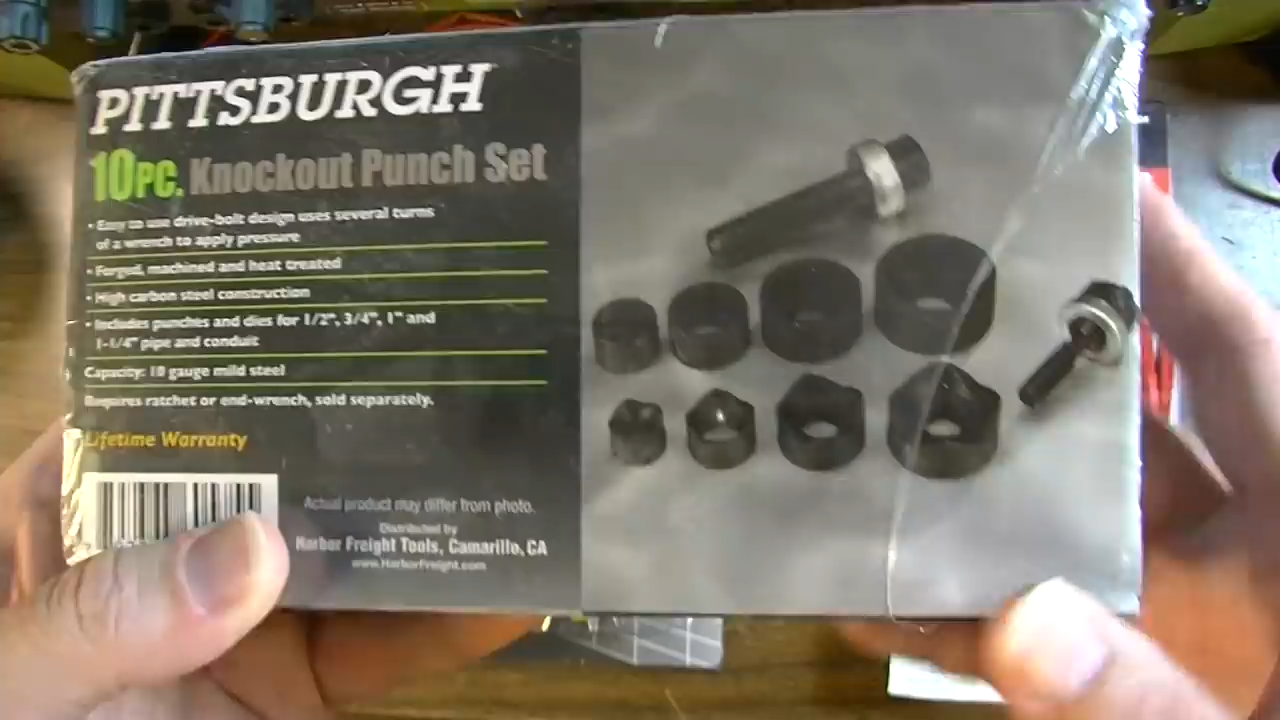 PITTSBURGH
10PC. Knockout Punch Set
• Easy to use drive-bolt design uses several turns
of a wrench to apply pressure
• Forged, machined and heat treated
• High carbon steel construction
• Includes punches and dies for 1/2", 3/4", 1" and
1-1/4" pipe and conduit
Capacity: 10 gauge mild steel
Requires ratchet or end-wrench, sold separately.
Lifetime Warranty
Actual product may differ from photo.
Distributed by
Harbor Freight Tools, Camarillo, CA
www.HarborFreight.com